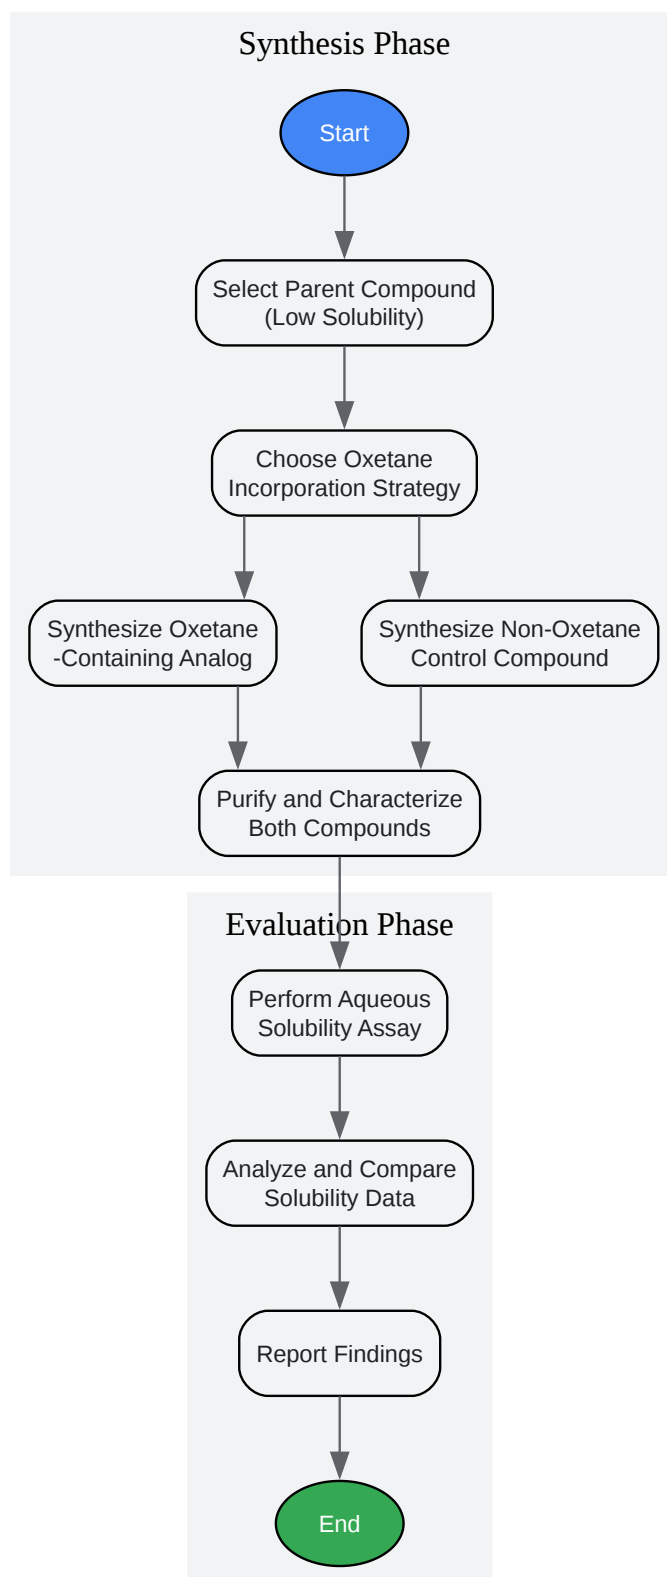 Synthesis Phase
Start
Select Parent Compound
(Low Solubility)
Choose Oxetane
Incorporation Strategy
Synthesize Oxetane
-Containing Analog
Synthesize Non-Oxetane
Control Compound
Purify and Characterize
Both Compounds
Evaluation Phase
Perform Aqueous
Solubility Assay
Analyze and Compare
Solubility Data
Report Findings
End